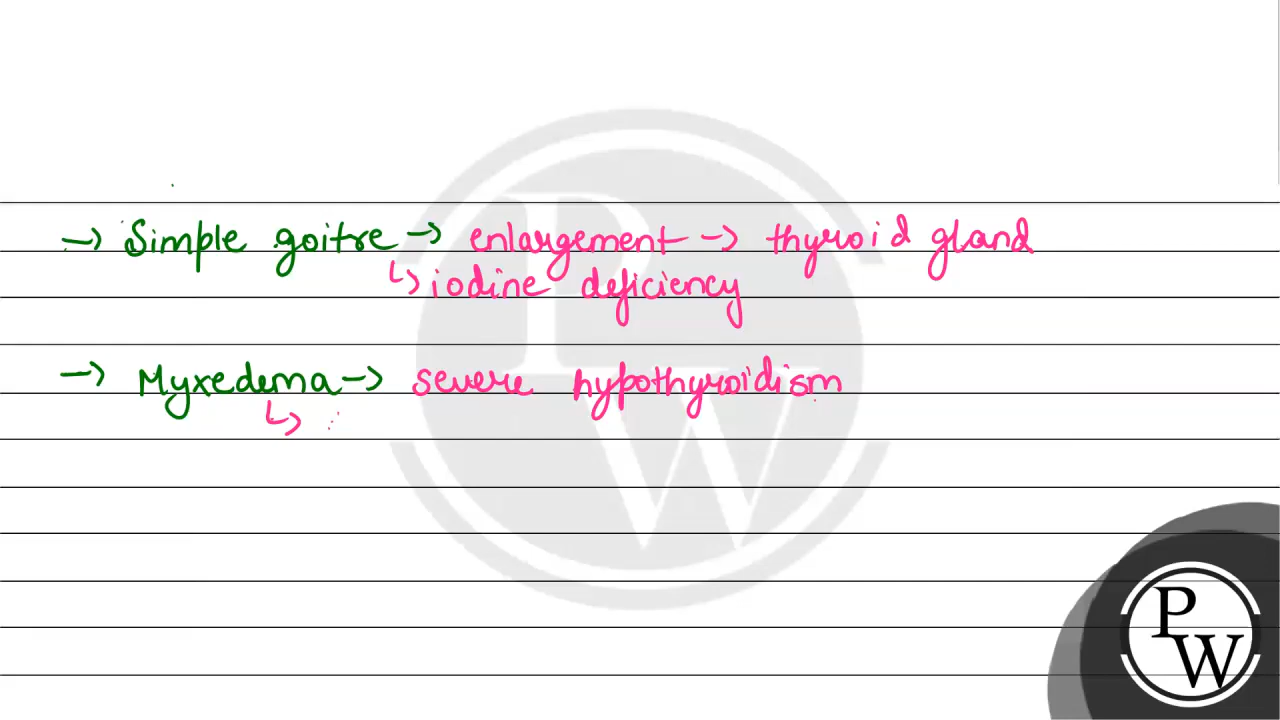 → Simple goitre → enlargement → thyroid gland
↳ iodine deficiency
→ Myxedema → severe hypothyroidism
↳
P
W
P
W